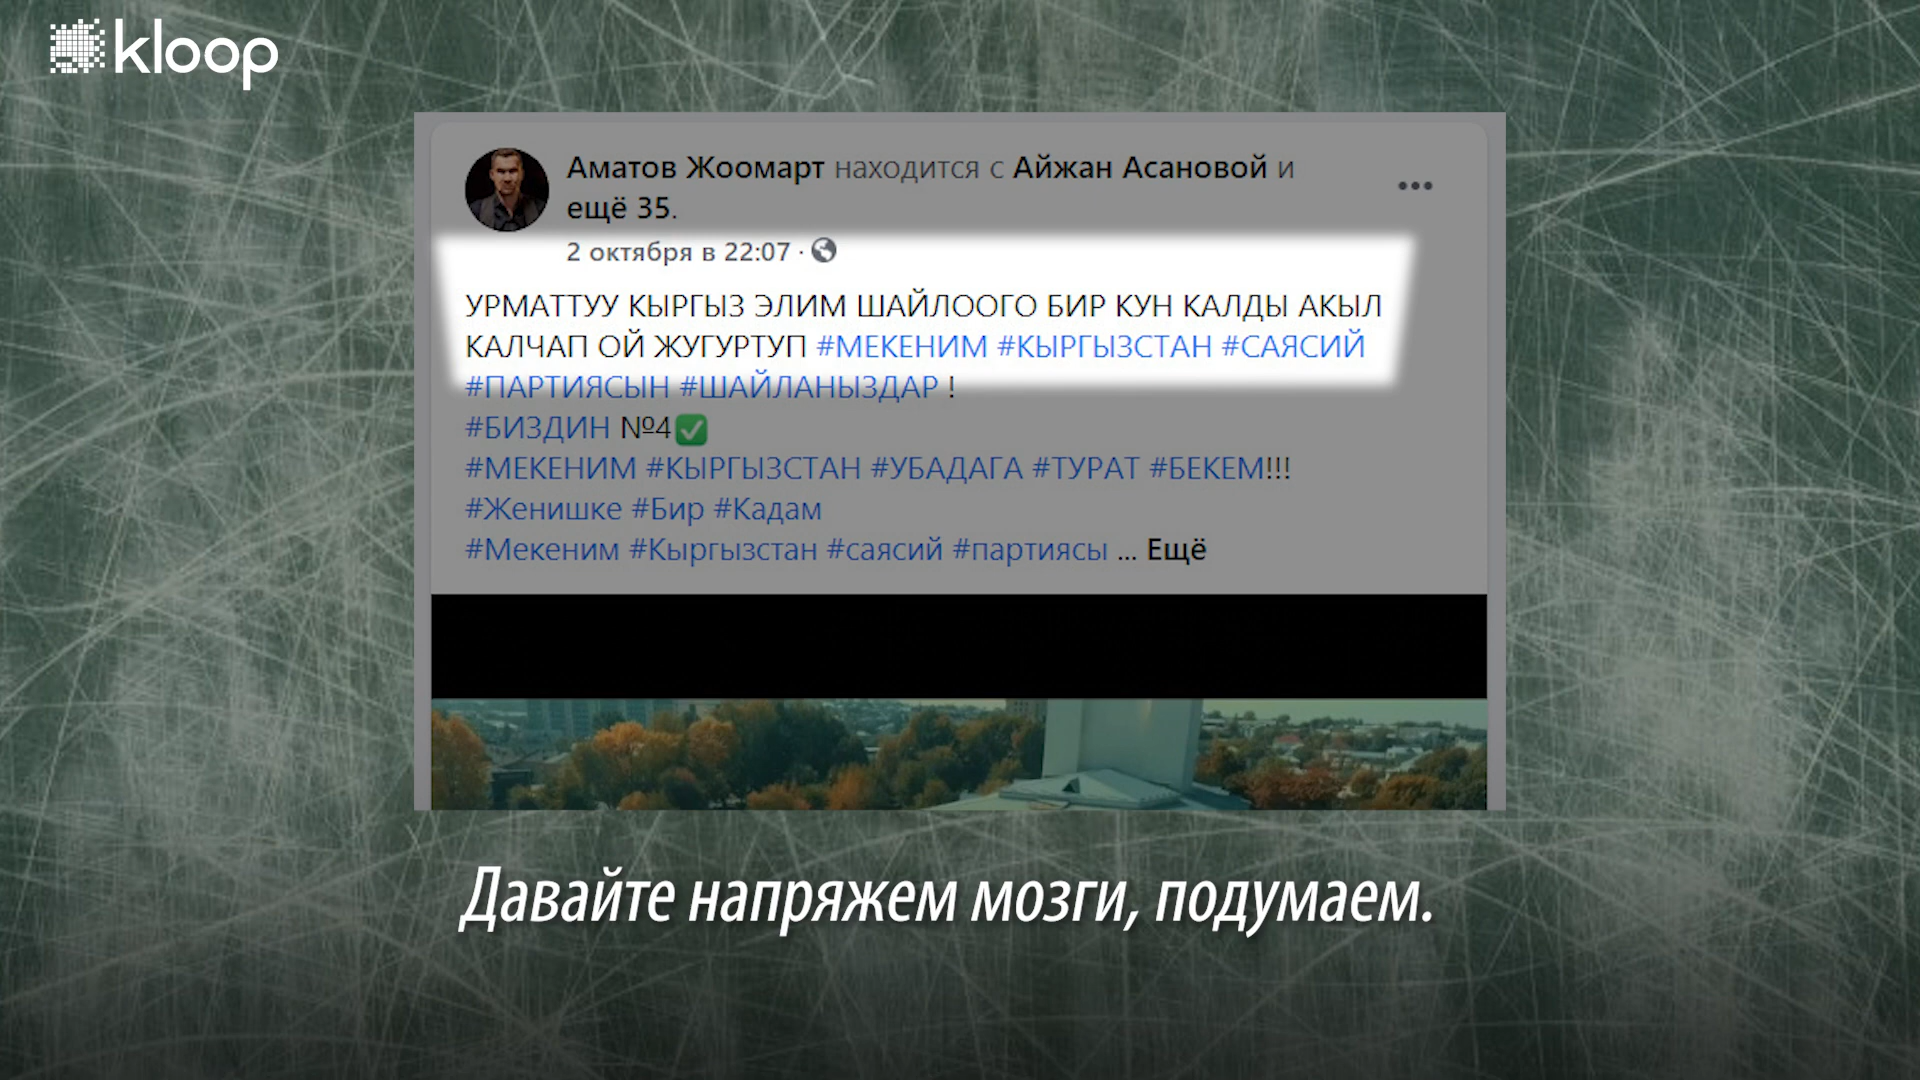 kloop
Аматов Жоомарт находится с Айжан Асановой и
ещё 35.
2 октября в 22:07 ·
УРМАТТУУ КЫРГЫЗ ЭЛИМ ШАЙЛООГО БИР КУН КАЛДЫ АКЫЛ
КАЛЧАП ОЙ ЖУГУРТУП #МЕКЕНИМ #КЫРГЫЗСТАН #САЯСИЙ
#ПАРТИЯСЫН #ШАЙЛАНЫЗДАР !
#БИЗДИН №4✅
#МЕКЕНИМ #КЫРГЫЗСТАН #УБАДАГА #ТУРАТ #БЕКЕМ!!!
#Женишке #Бир #Кадам
#Мекеним #Кыргызстан #саясий #партиясы ... Ещё
Давайте напряжем мозги, подумаем.